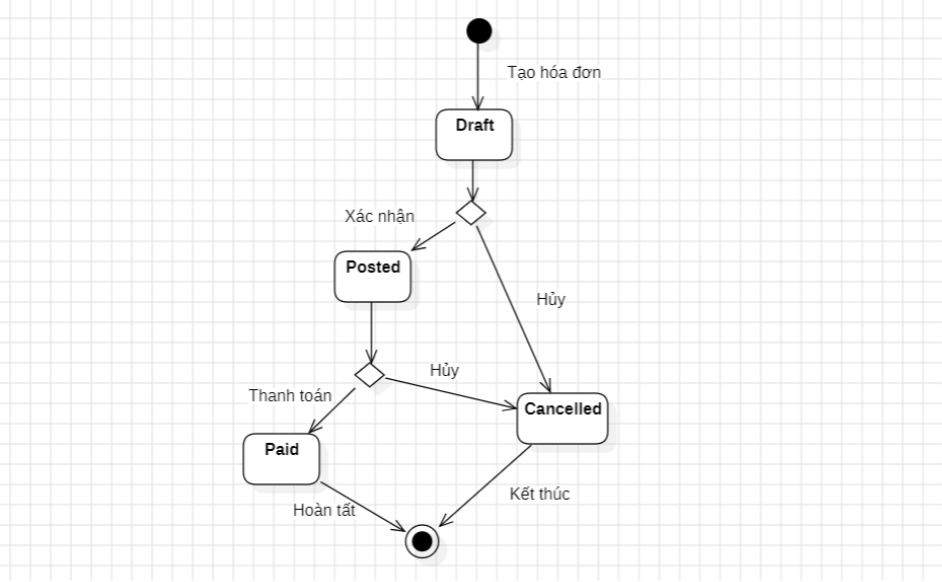 Tạo hóa đơn
Draft
Xác nhận
Posted
Hủy
Hủy
Thanh toán
Cancelled
Paid
Kết thúc
Hoàn tất